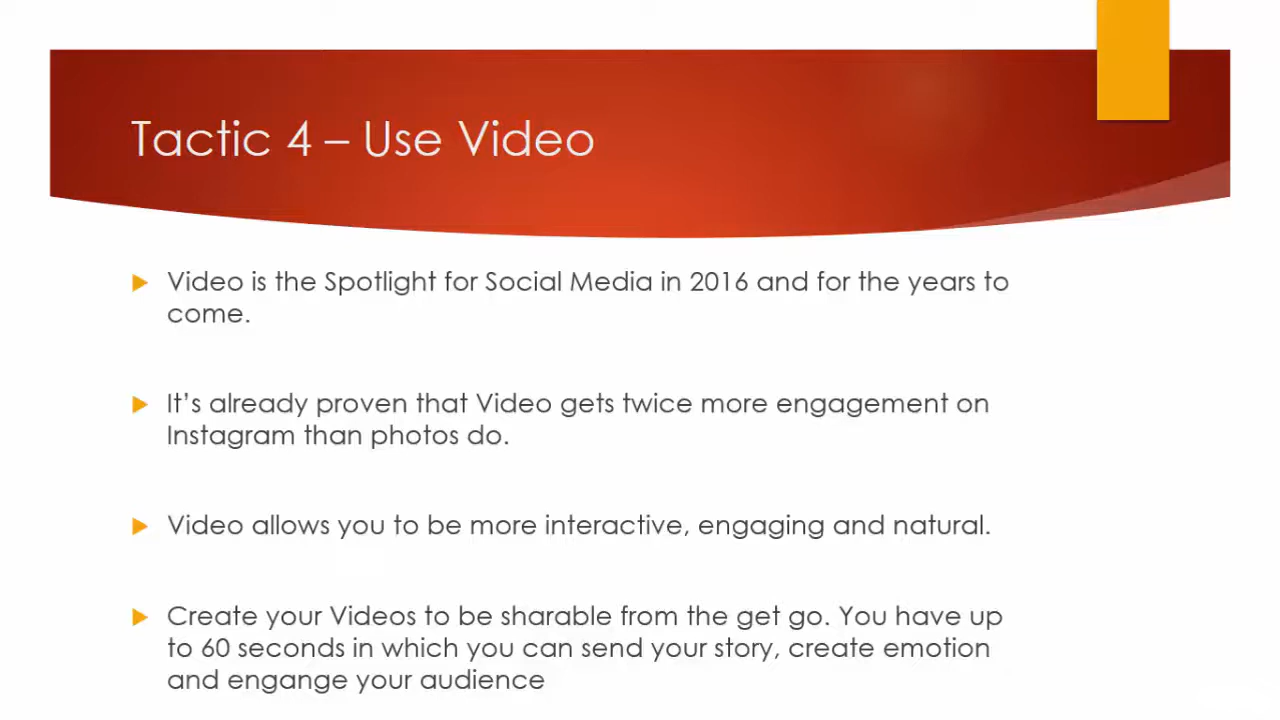 Tactic 4 – Use Video
Video is the Spotlight for Social Media in 2016 and for the years to
come.
It’s already proven that Video gets twice more engagement on
Instagram than photos do.
Video allows you to be more interactive, engaging and natural.
Create your Videos to be sharable from the get go. You have up
to 60 seconds in which you can send your story, create emotion
and engange your audience